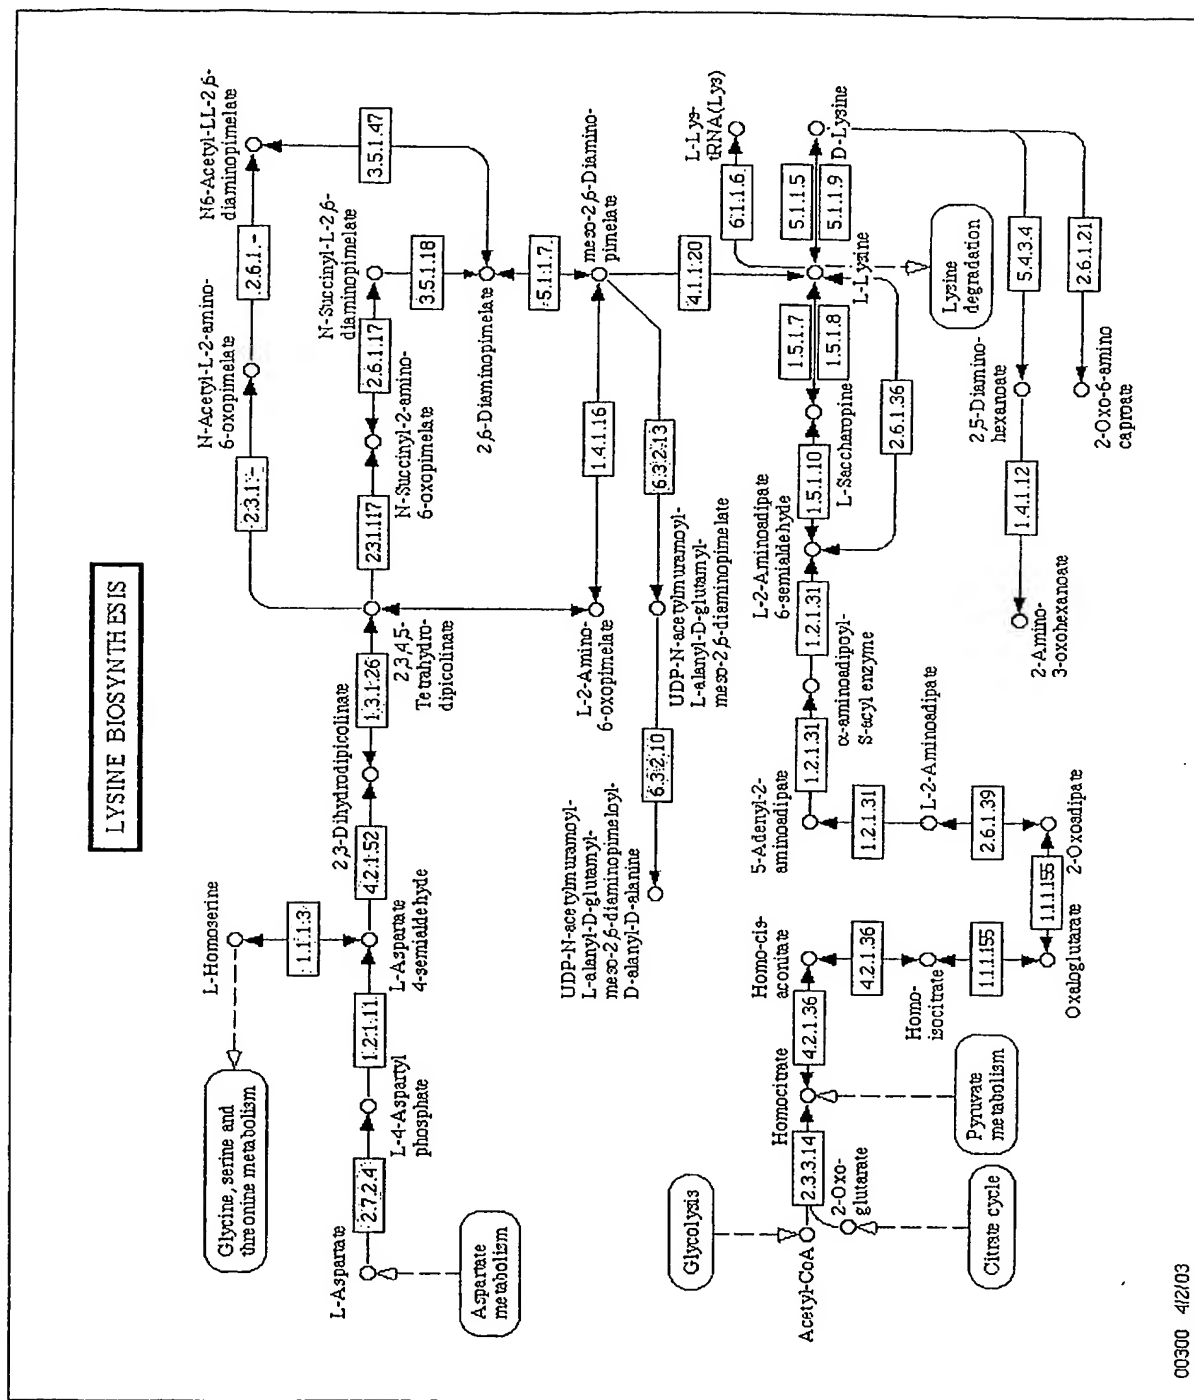 LYSINE BIOSYNTHESIS
L-Homoserine
Glycine, serine and
threonine metabolism
1.1.1.3
N-Acetyl-L-2-amino-
6-oxopimelate
N6-Acetyl-LL-2,6-
diaminopimelate
2.3.1.-
2.6.1.-
3.5.1.47
L-Aspartate
2.7.2.4
L-4-Aspartyl
phosphate
1.2.1.11
L-Aspartate
4-semialdehyde
4.2.1.52
2,3-Dihydrodipicolinate
1.3.1.26
2,3,4,5-
Tetrahydro-
dipicolinate
2.3.1.117
N-Succinyl-2-amino-
6-oxopimelate
2.6.1.17
N-Succinyl-L-2,6-
diaminopimelate
3.5.1.18
Aspartate
metabolism
2,6-Diaminopimelate
5.1.1.7
meso-2,6-Diamino-
pimelate
1.4.1.16
L-2-Amino-
6-oxopimelate
6.3.2.13
UDP-N-acetylmuramoyl-
L-alanyl-D-glutamyl-
meso-2,6-diaminopimelate
6.3.2.10
UDP-N-acetylmuramoyl-
L-alanyl-D-glutamyl-
meso-2,6-diaminopimeloyl-
D-alanyl-D-alanine
4.1.1.20
L-Lys-
tRNA(Lys)
6.1.1.6
Glycolysis
Acetyl-CoA
2.3.3.14
2-Oxo-
glutarate
Citrate cycle
Homocitrate
Pyruvate
metabolism
4.2.1.36
Homo-cis-
aconitate
4.2.1.36
Homo-
isocitrate
1.1.1.155
Oxaloglutarate
1.1.1.155
2-Oxoadipate
2.6.1.39
L-2-Aminoadipate
1.2.1.31
5-Adenyl-2-
aminoadipate
1.2.1.31
α-aminoadipoyl-
S-acyl enzyme
1.2.1.31
L-2-Aminoadipate
6-semialdehyde
1.5.1.10
L-Saccharopine
1.5.1.7
1.5.1.8
2.6.1.36
L-Lysine
5.1.1.5
5.1.1.9
D-Lysine
Lysine
degradation
5.4.3.4
2,5-Diamino-
hexanoate
1.4.1.12
2-Amino-
3-oxohexanoate
2.6.1.21
2-Oxo-6-amino
caproate
00300 4/2/03